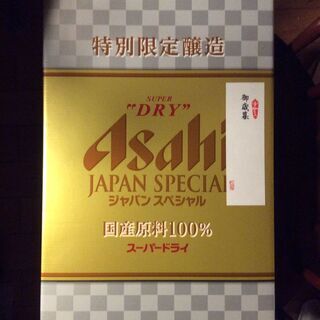 特別限定醸造
SUPER
"DRY"
Asahi
JAPAN SPECIAL
ジャパン スペシャル
国産原料100%
スーパードライ
御歳暮